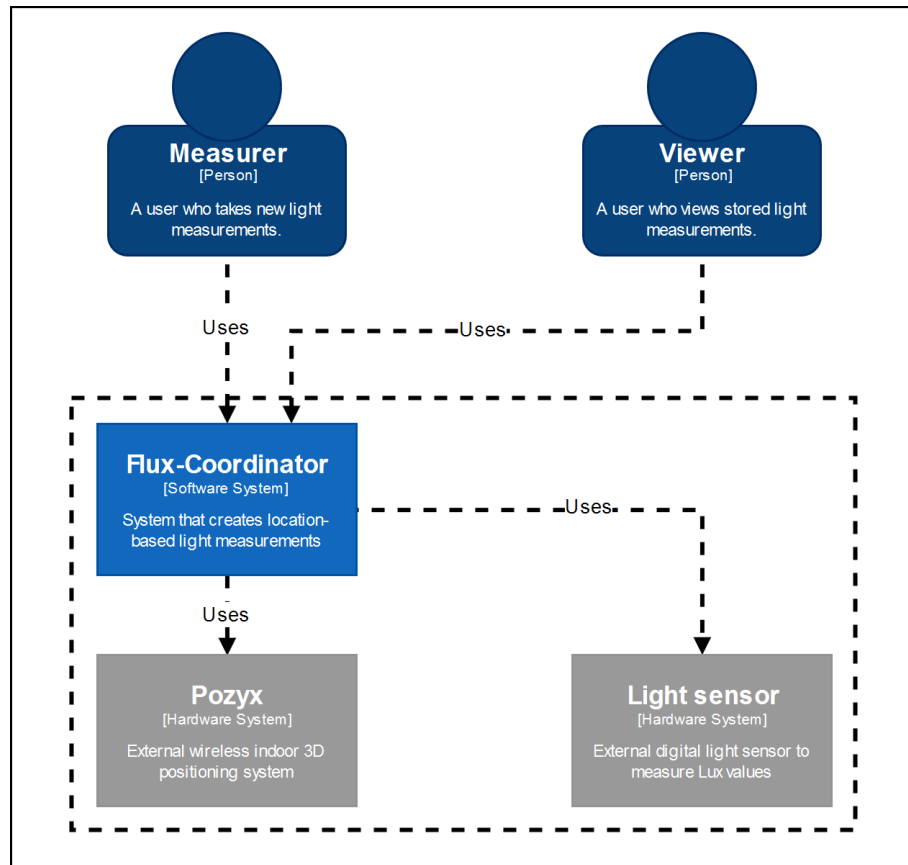 Measurer
[Person]
A user who takes new light
measurements.
Viewer
[Person]
A user who views stored light
measurements.
Uses
Uses
Flux-Coordinator
[Software System]
System that creates location-
based light measurements
Uses
Uses
Pozyx
[Hardware System]
External wireless indoor 3D
positioning system
Light sensor
[Hardware System]
External digital light sensor to
measure Lux values